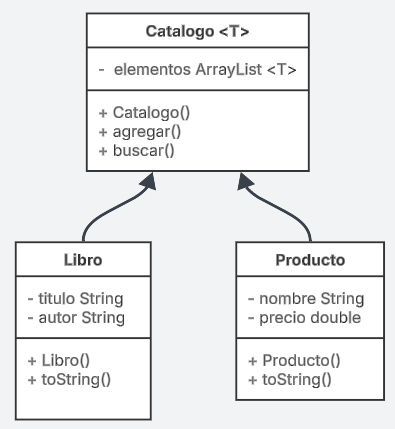 Catalogo <T>
- elementos ArrayList <T>
+ Catalogo()
+ agregar()
+ buscar()
Libro
- titulo String
- autor String
+ Libro()
+ toString()
Producto
- nombre String
- precio double
+ Producto()
+ toString()